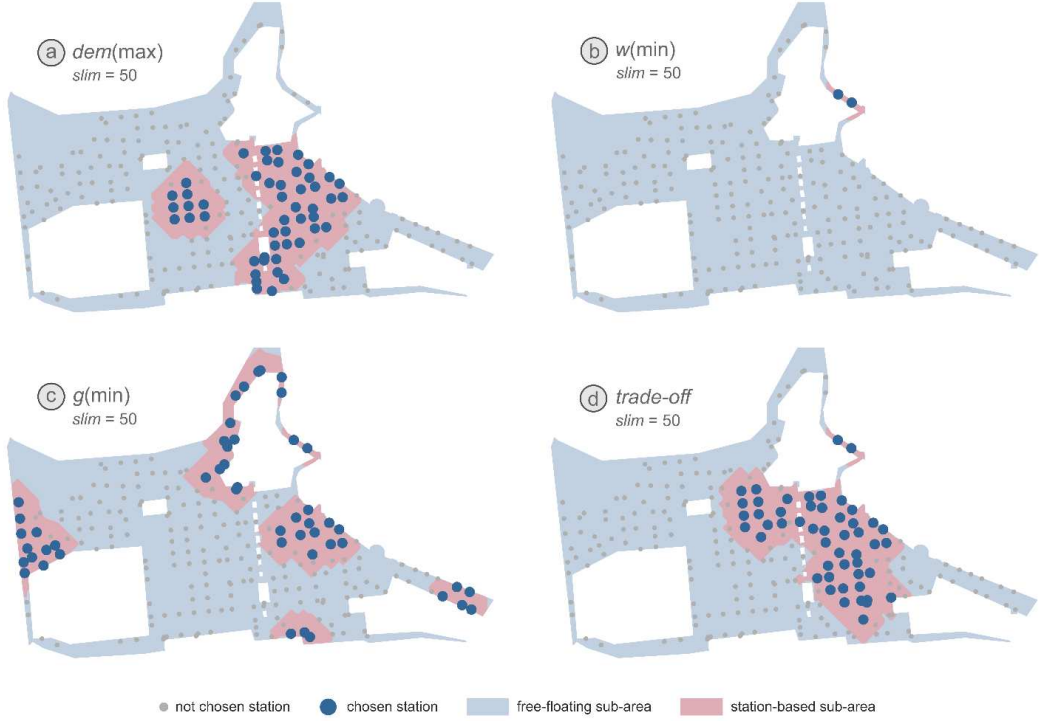 a dem(max)
slim = 50
b w(min)
slim = 50
c g(min)
slim = 50
d trade-off
slim = 50
not chosen station chosen station free-floating sub-area station-based sub-area